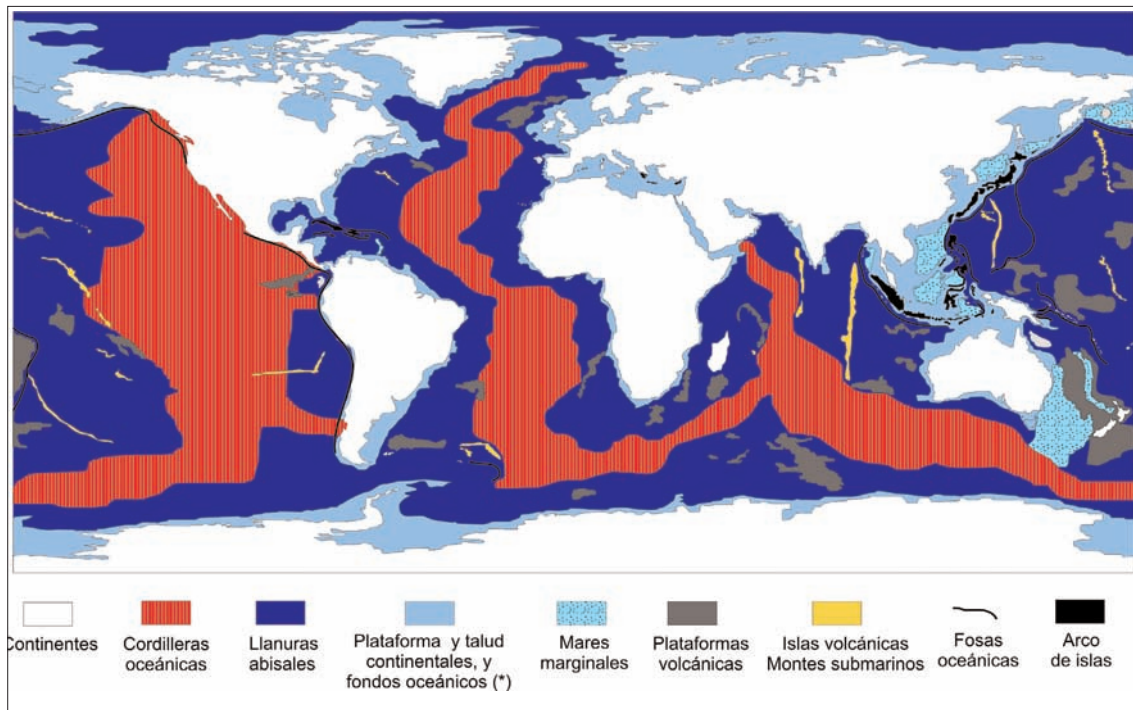 Continentes
Cordilleras
oceánicas
Llanuras
abisales
Plataforma y talud
continentales, y
fondos oceánicos (*)
Mares
marginales
Plataformas
volcánicas
Islas volcánicas
Montes submarinos
Fosas
oceánicas
Arco
de islas